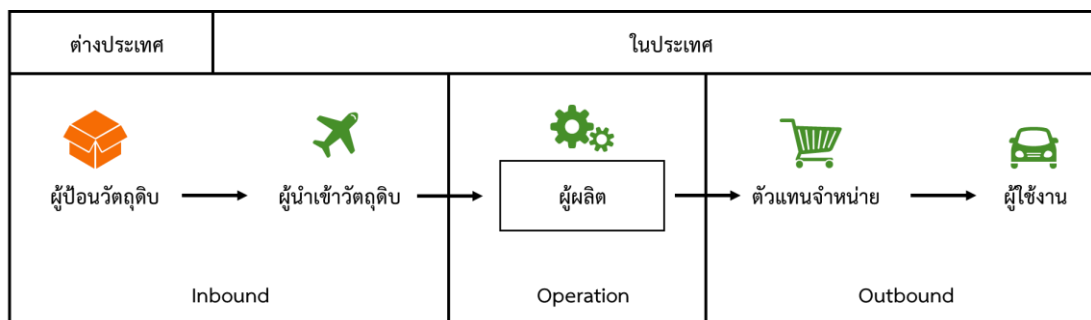 ต่างประเทศ
ในประเทศ
ผู้ป้อนวัตถุดิบ
ผู้นำเข้าวัตถุดิบ
ผู้ผลิต
ตัวแทนจำหน่าย
ผู้ใช้งาน
Inbound
Operation
Outbound